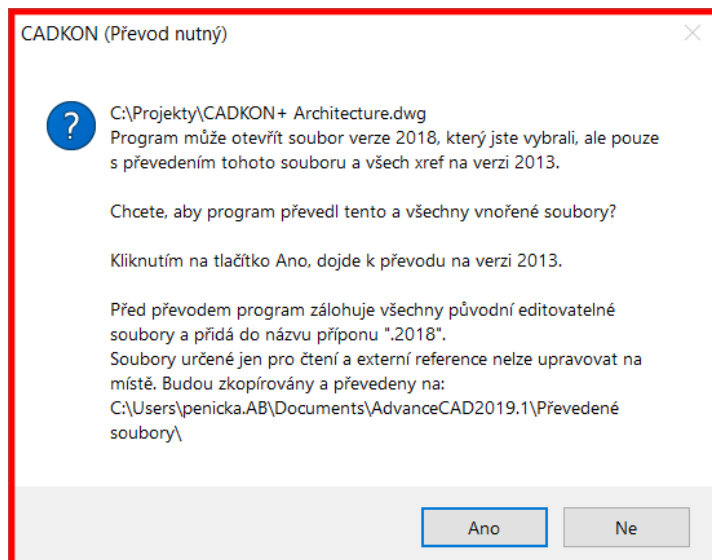 CADKON (Převod nutný)
C:\Projekty\CADKON+ Architecture.dwg
Program může otevřít soubor verze 2018, který jste vybrali, ale pouze
s převedením tohoto souboru a všech xref na verzi 2013.
Chcete, aby program převedl tento a všechny vnořené soubory?
Kliknutím na tlačítko Ano, dojde k převodu na verzi 2013.
Před převodem program zálohuje všechny původní editovatelné
soubory a přidá do názvu příponu ".2018".
Soubory určené jen pro čtení a externí reference nelze upravovat na
místě. Budou zkopírovány a převedeny na:
C:\Users\penicka.AB\Documents\AdvanceCAD2019.1\Převedené
soubory\
Ano
Ne